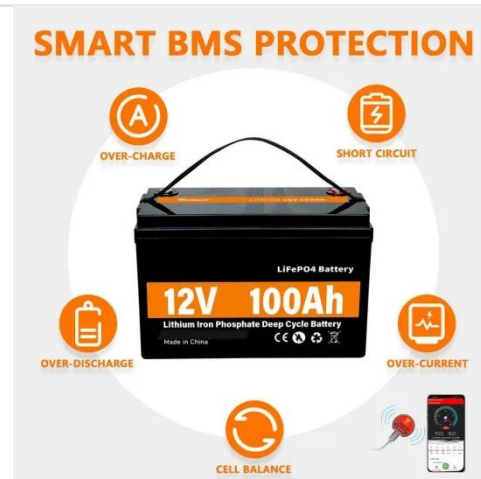 SMART BMS PROTECTION
OVER-CHARGE
SHORT CIRCUIT
LiFePO4 Battery
12V 100Ah
Lithium Iron Phosphate Deep Cycle Battery
Made in China
CE
OVER-DISCHARGE
OVER-CURRENT
CELL BALANCE